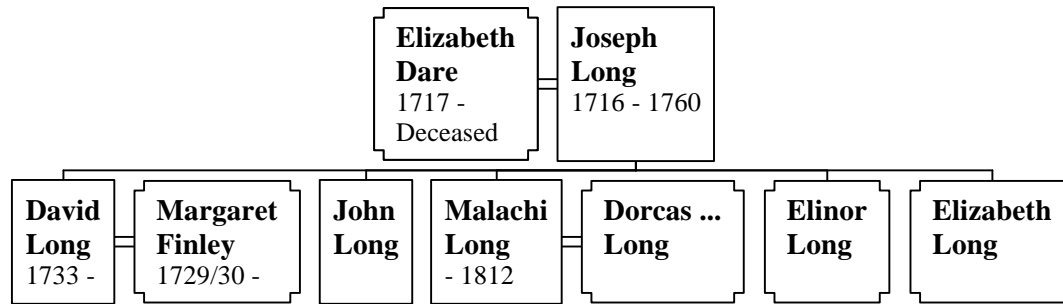 Elizabeth
Dare
1717 -
Deceased
Joseph
Long
1716 - 1760
David
Long
1733 -
Margaret
Finley
1729/30 -
John
Long
Malachi
Long
- 1812
Dorcas ...
Long
Elinor
Long
Elizabeth
Long